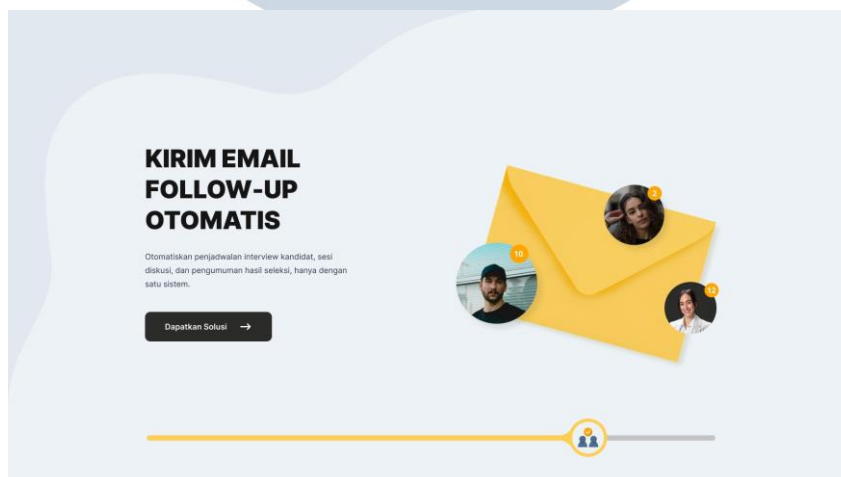 KIRIM EMAIL
FOLLOW-UP
OTOMATIS
Otomatiskan penjadwalan interview kandidat, sesi
diskusi, dan pengumuman hasil seleksi, hanya dengan
satu sistem.
Dapatkan Solusi
2
10
12